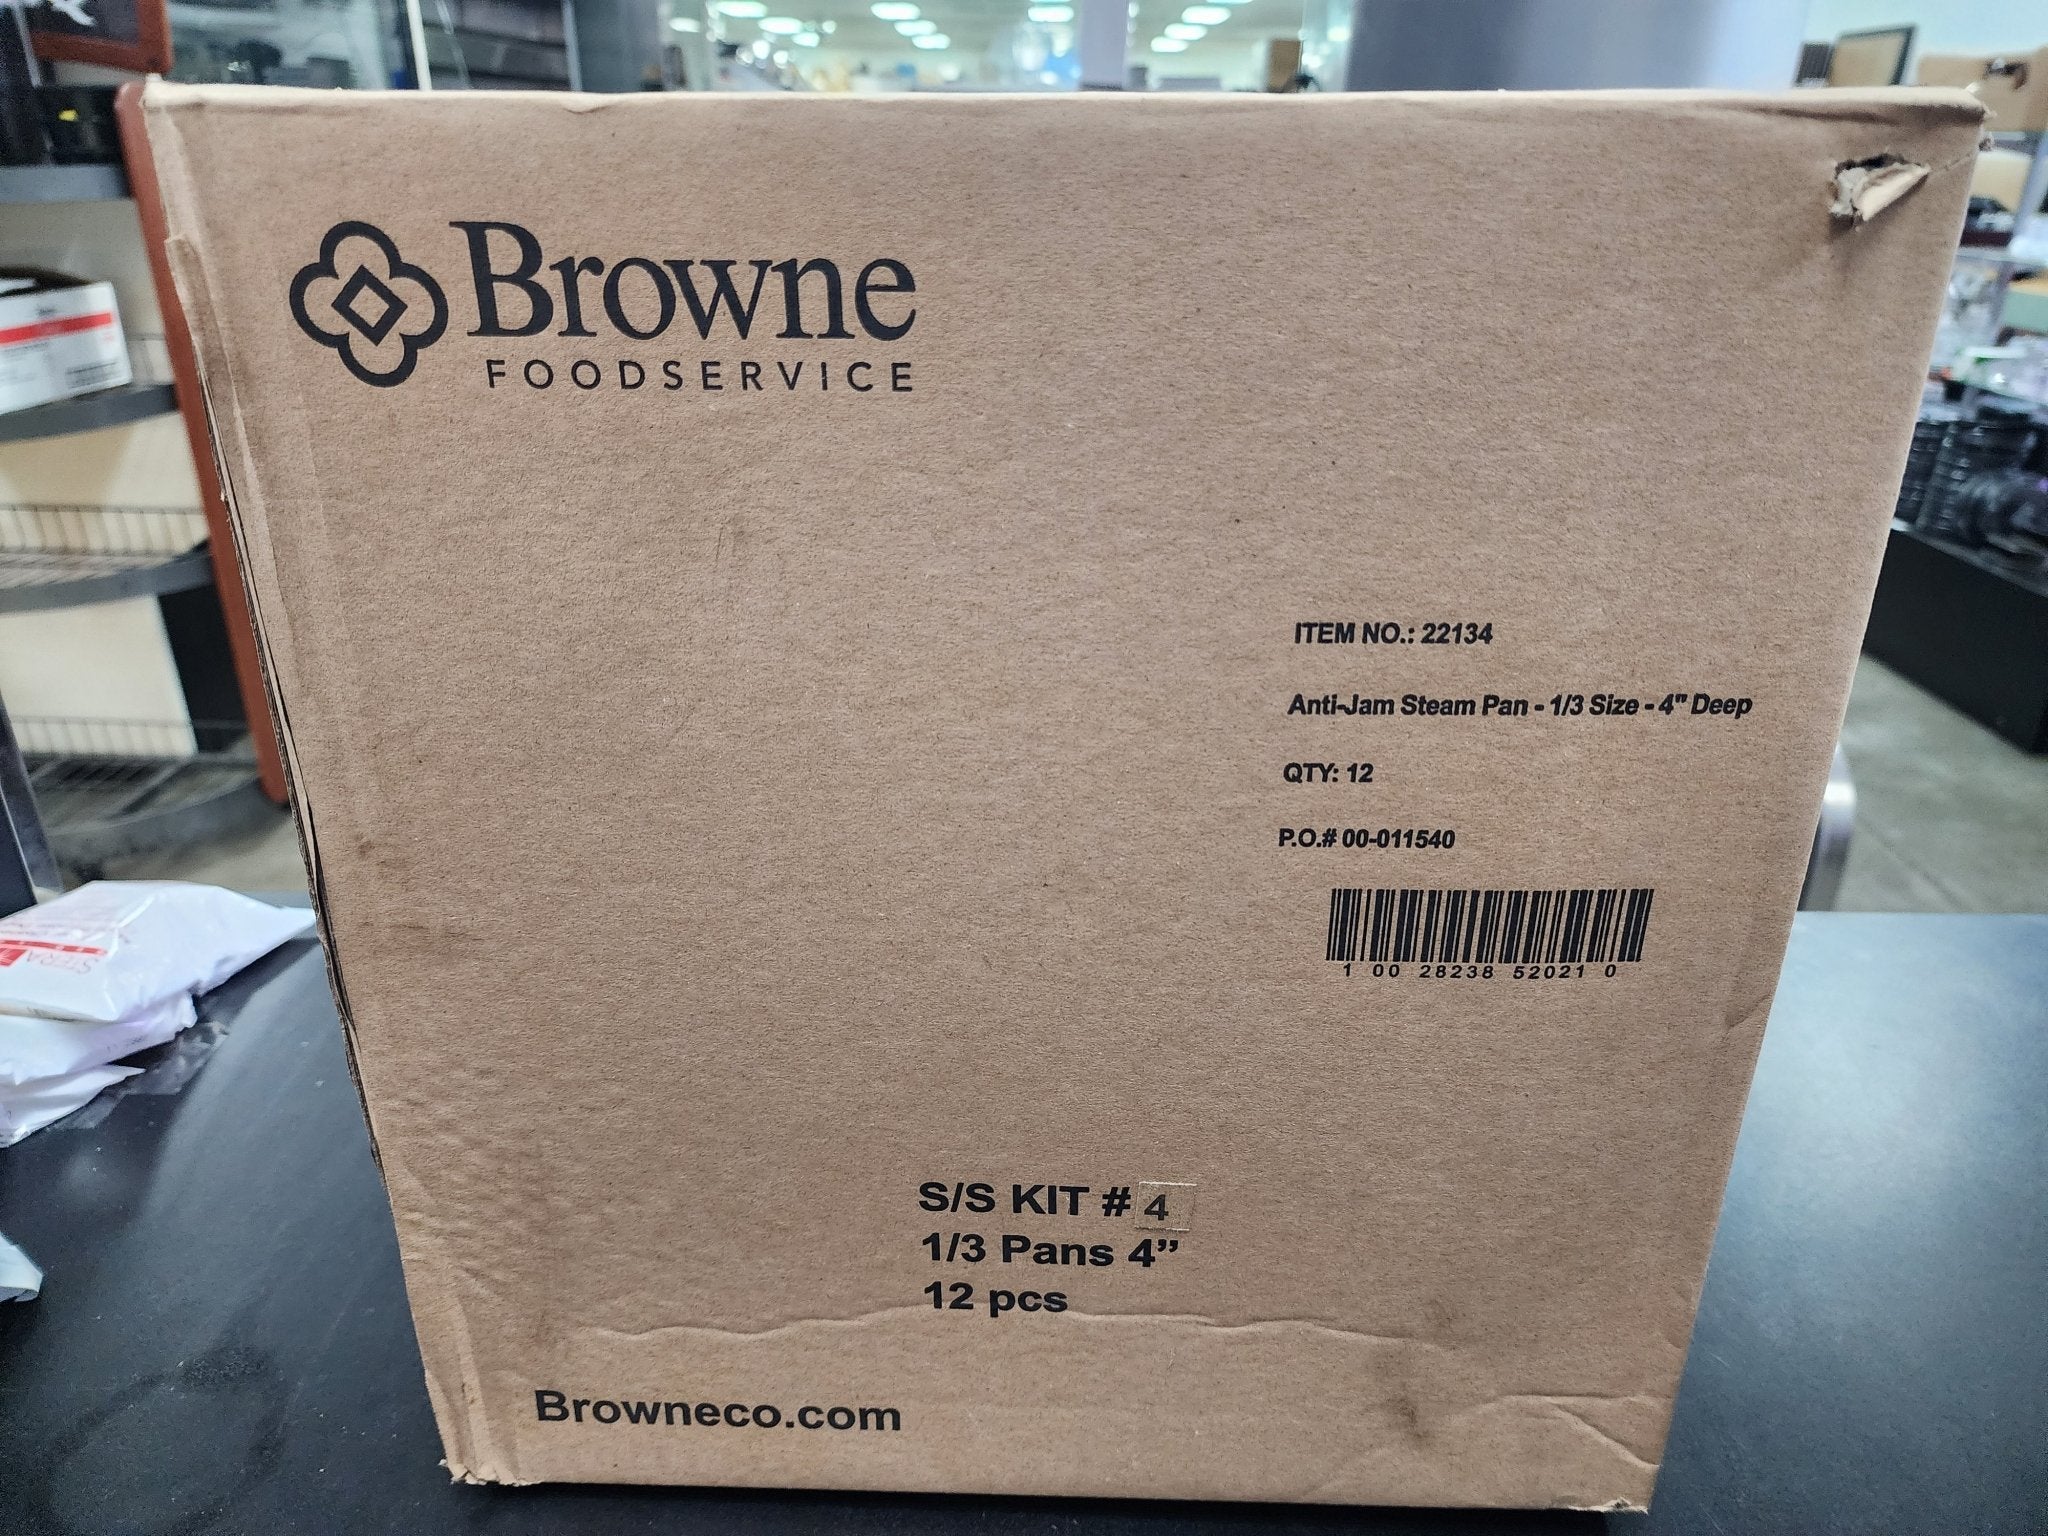 Browne
FOODSERVICE
ITEM NO.: 22134
Anti-Jam Steam Pan - 1/3 Size - 4" Deep
QTY: 12
P.O.# 00-011540
1 00 28238 52021 0
S/S KIT # 4
1/3 Pans 4”
12 pcs
Browneco.com